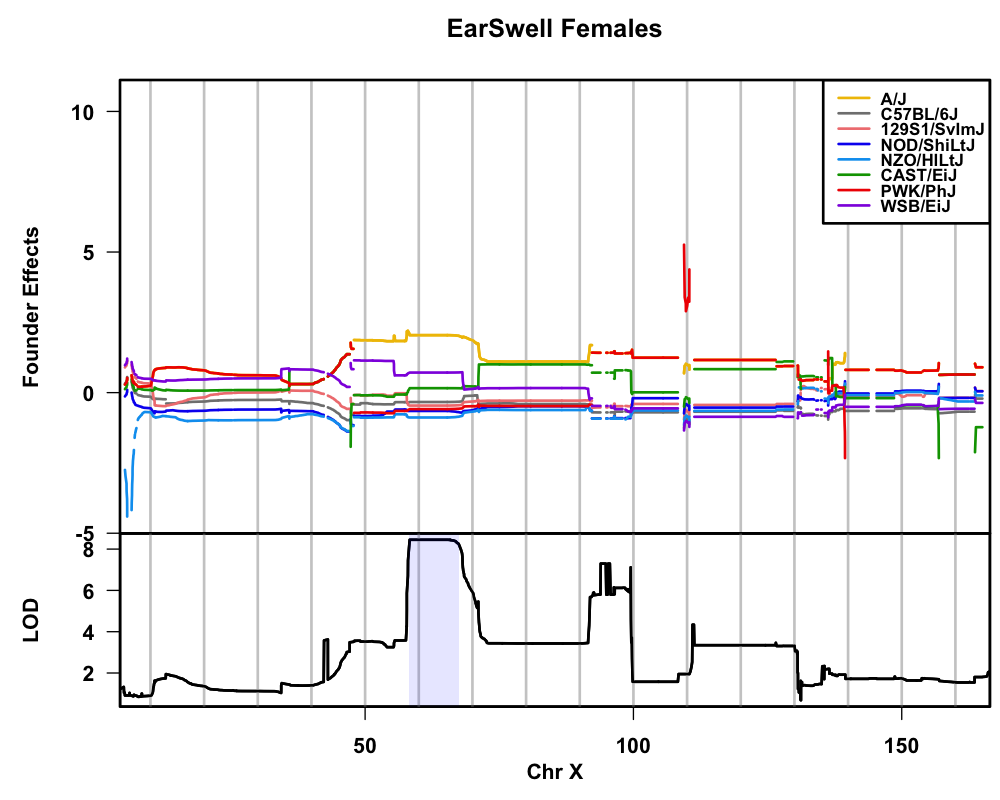 EarSwell Females
A/J
C57BL/6J
129S1/SvImJ
NOD/ShiLtJ
NZO/HlLtJ
CAST/EiJ
PWK/PhJ
WSB/EiJ
Founder Effects
10
5
0
-5
LOD
8
6
4
2
50 100 150
Chr X